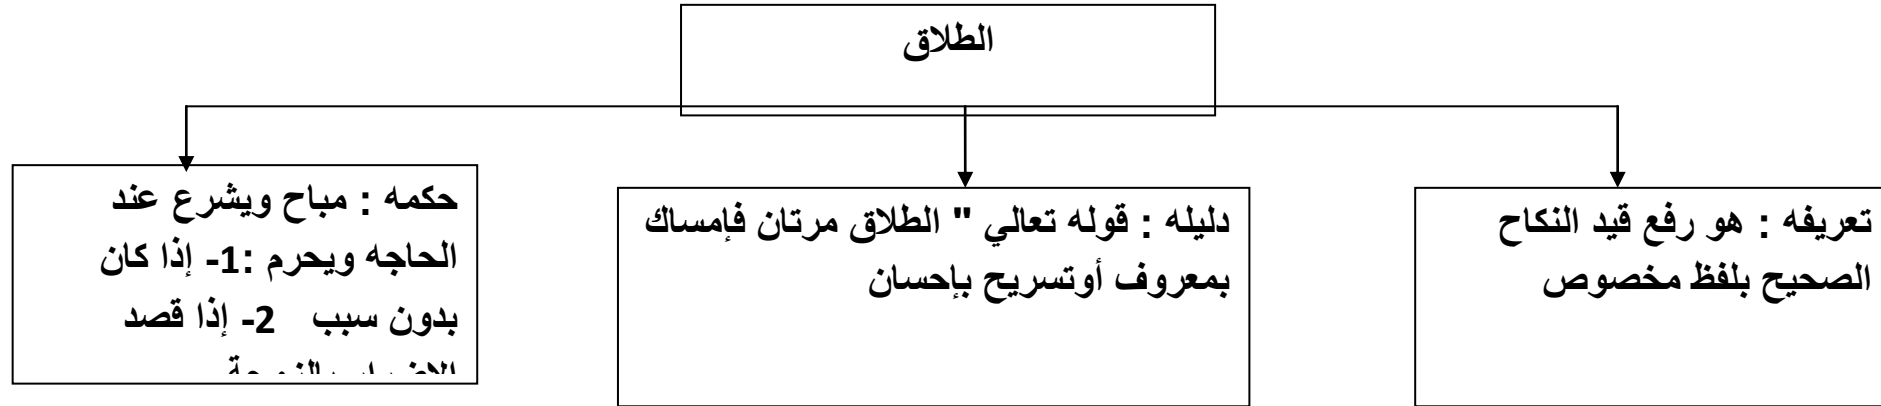 الطلاق
تعريفه : هو رفع قيد النكاح
الصحيح بلفظ مخصوص
دليله : قوله تعالي " الطلاق مرتان فإمساك
بمعروف أوتسريح بإحسان
حكمه : مباح ويشرع عند
الحاجه ويحرم :1- إذا كان
بدون سبب 2- إذا قصد